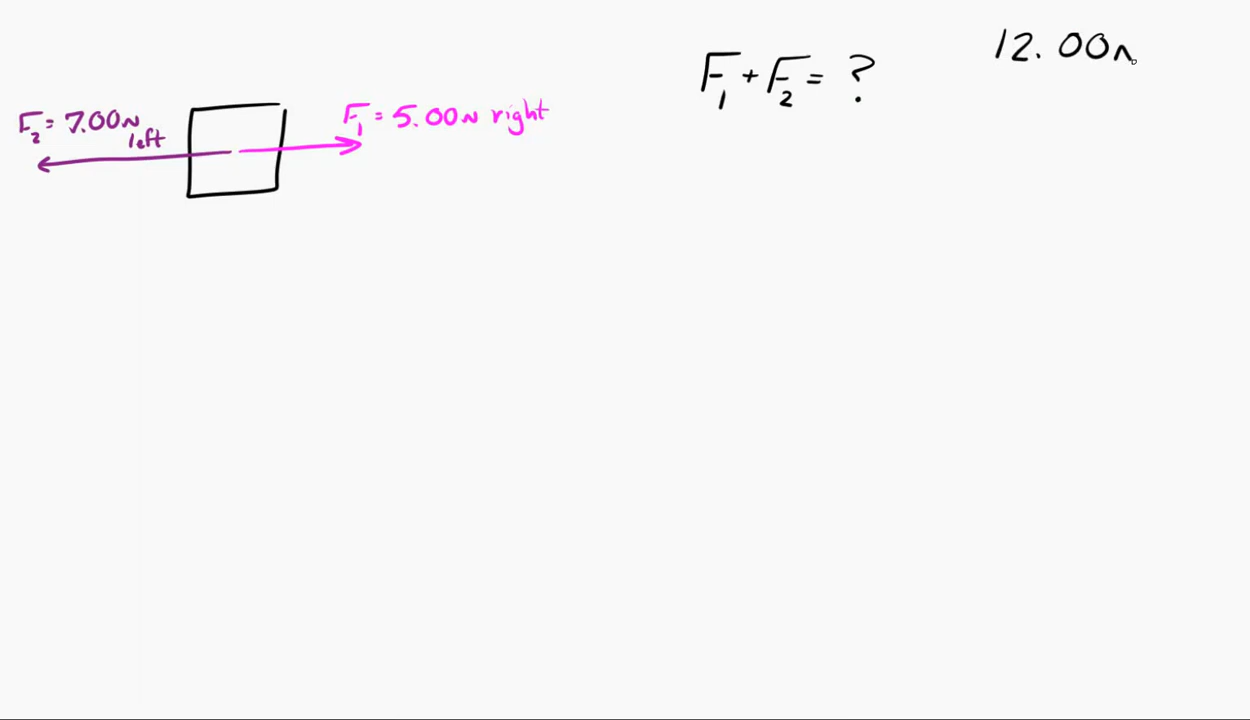 F₁ + F₂ = ?
12.00N
F₂ = 7.00N
left
F₁ = 5.00N right